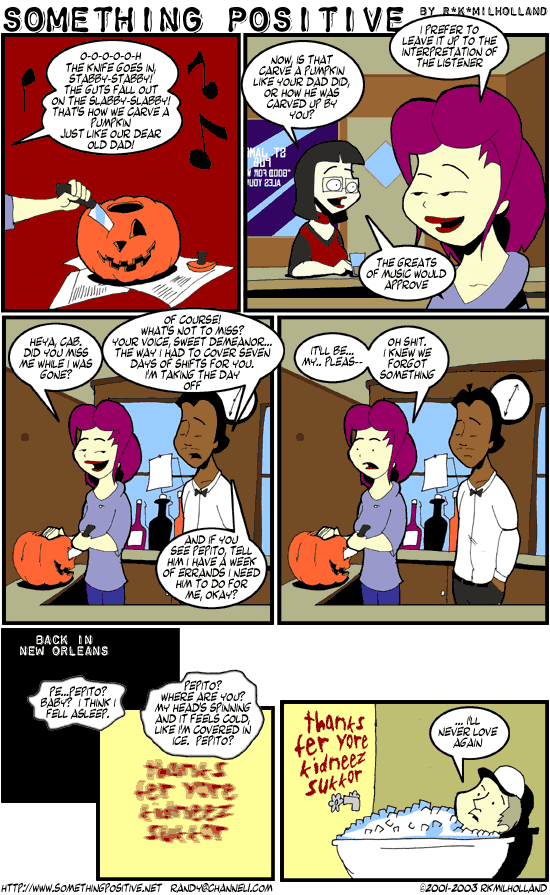 SOMETHING POSITIVE BY R*K*MILHOLLAND
O-O-O-O-O-H
THE KNIFE GOES IN,
STABBY-STABBY!
THE GUTS FALL OUT
ON THE SLABBY-SLABBY!
THAT'S HOW WE CARVE A
PUMPKIN
JUST LIKE OUR DEAR
OLD DAD!
NOW, IS THAT
CARVE A PUMPKIN
LIKE YOUR DAD DID,
OR HOW HE WAS
CARVED UP BY
YOU?
I PREFER TO
LEAVE IT UP TO THE
INTERPRETATION OF
THE LISTENER
THE GREATS
OF MUSIC WOULD
APPROVE
HEYA, CAB.
DID YOU MISS
ME WHILE I WAS
GONE?
OF COURSE!
WHAT'S NOT TO MISS?
YOUR VOICE, SWEET DEMEANOR...
THE WAY I HAD TO COVER SEVEN
DAYS OF SHIFTS FOR YOU.
I'M TAKING THE DAY
OFF
AND IF YOU
SEE PEPITO, TELL
HIM I HAVE A WEEK
OF ERRANDS I NEED
HIM TO DO FOR
ME, OKAY?
IT'LL BE...
MY.. PLEAS--
OH SHIT.
I KNEW WE
FORGOT
SOMETHING
BACK IN
NEW ORLEANS
PE...PEPITO?
BABY? I THINK I
FELL ASLEEP.
PEPITO?
WHERE ARE YOU?
MY HEAD'S SPINNING
AND IT FEELS COLD,
LIKE I'M COVERED IN
ICE. PEPITO?
thanks
fer yore
kidneez
sukkor
thanks
fer yore
kidneez
sukkor
... I'LL
NEVER LOVE
AGAIN
HTTP://WWW.SOMETHINGPOSITIVE.NET RANDY@CHANNEL1.COM ©2001-2003 RKMILHOLLAND